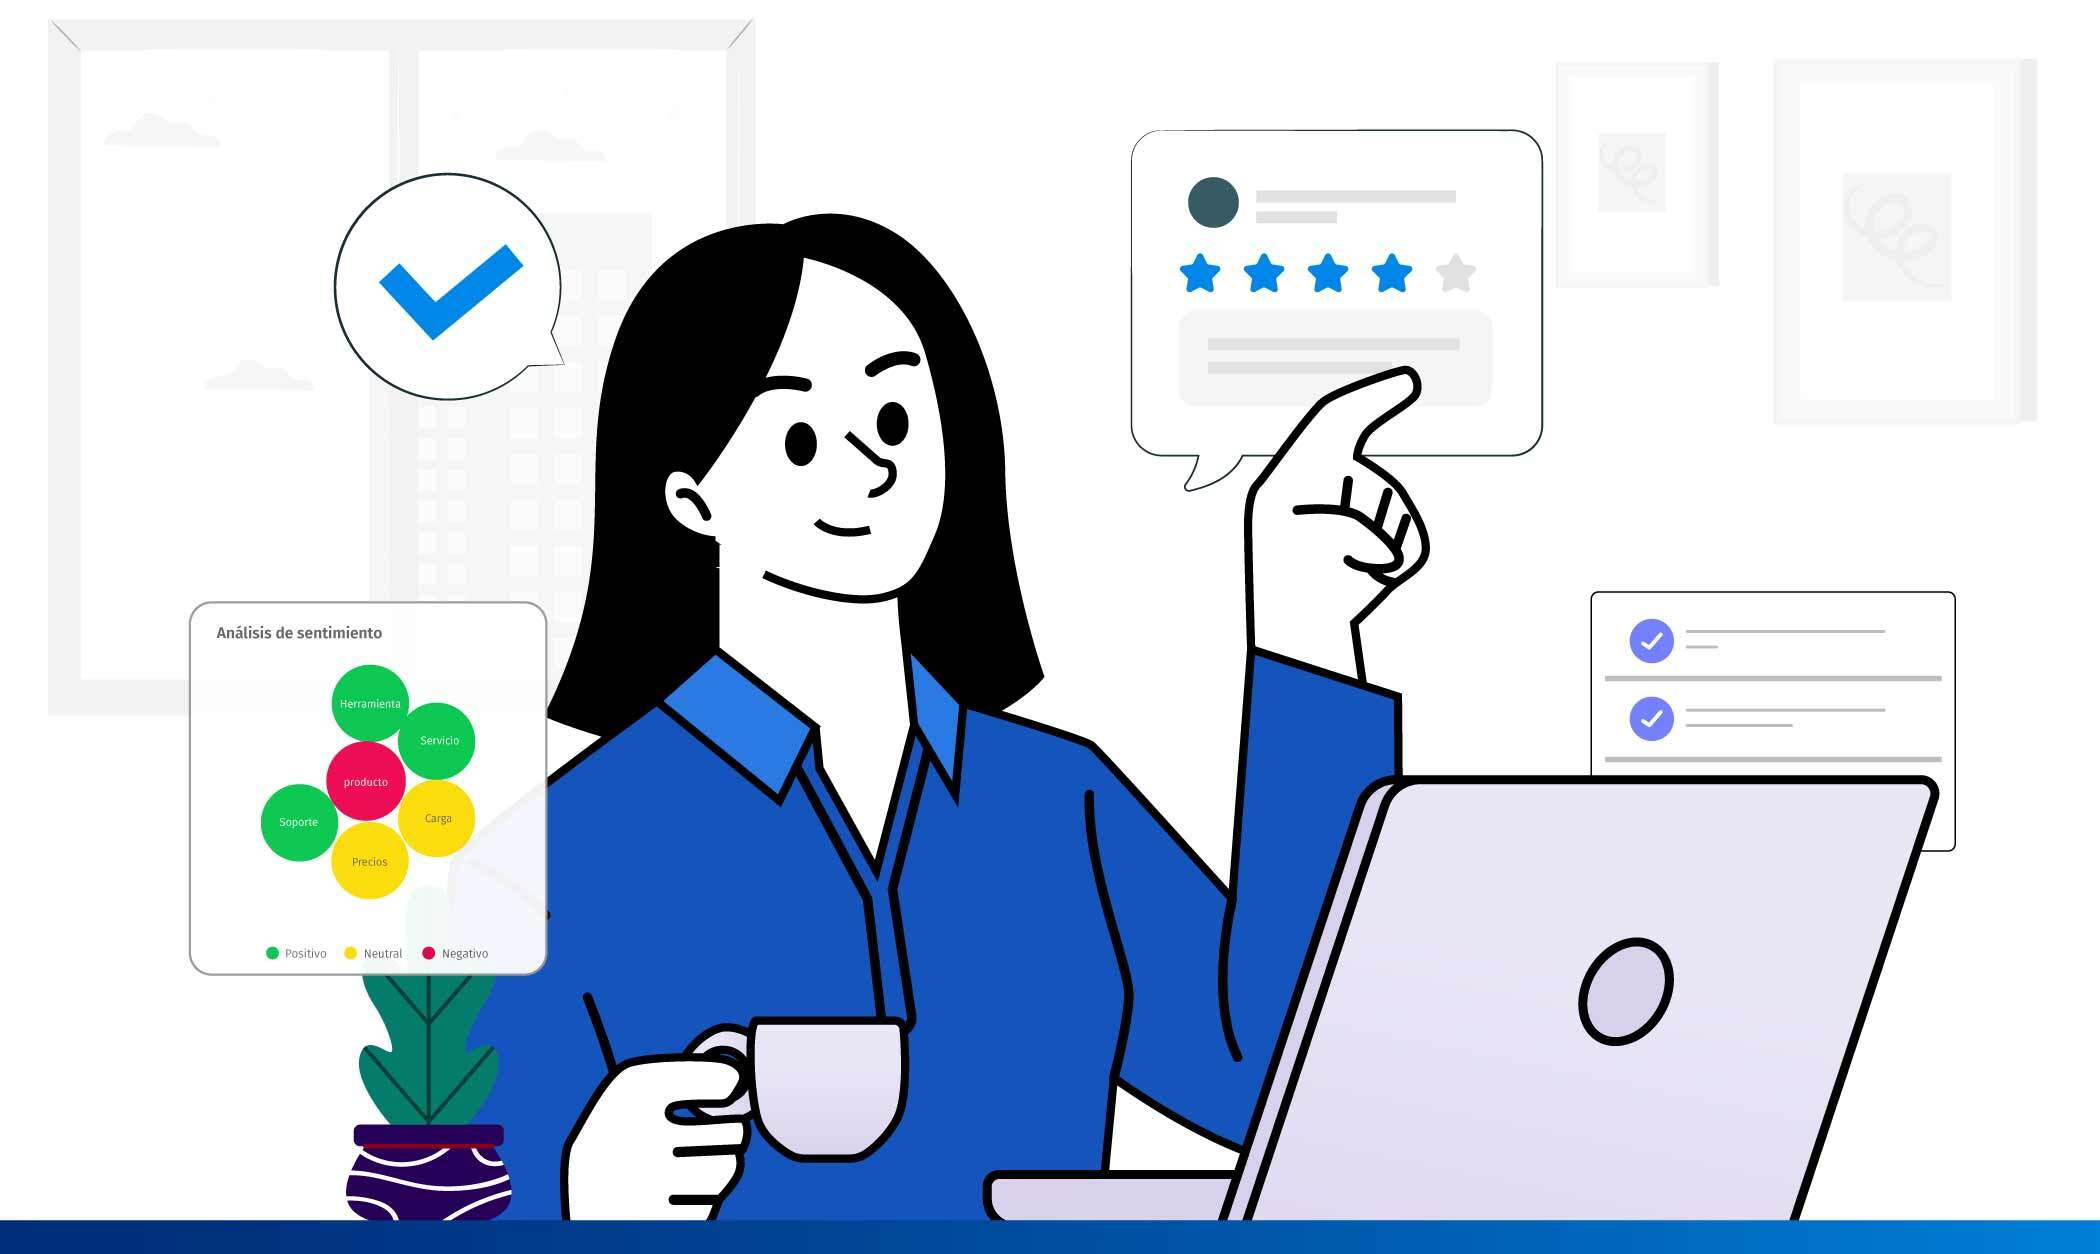 Análisis de sentimiento
Herramienta
Servicio
producto
Soporte
Carga
Precios
Positivo Neutral Negativo